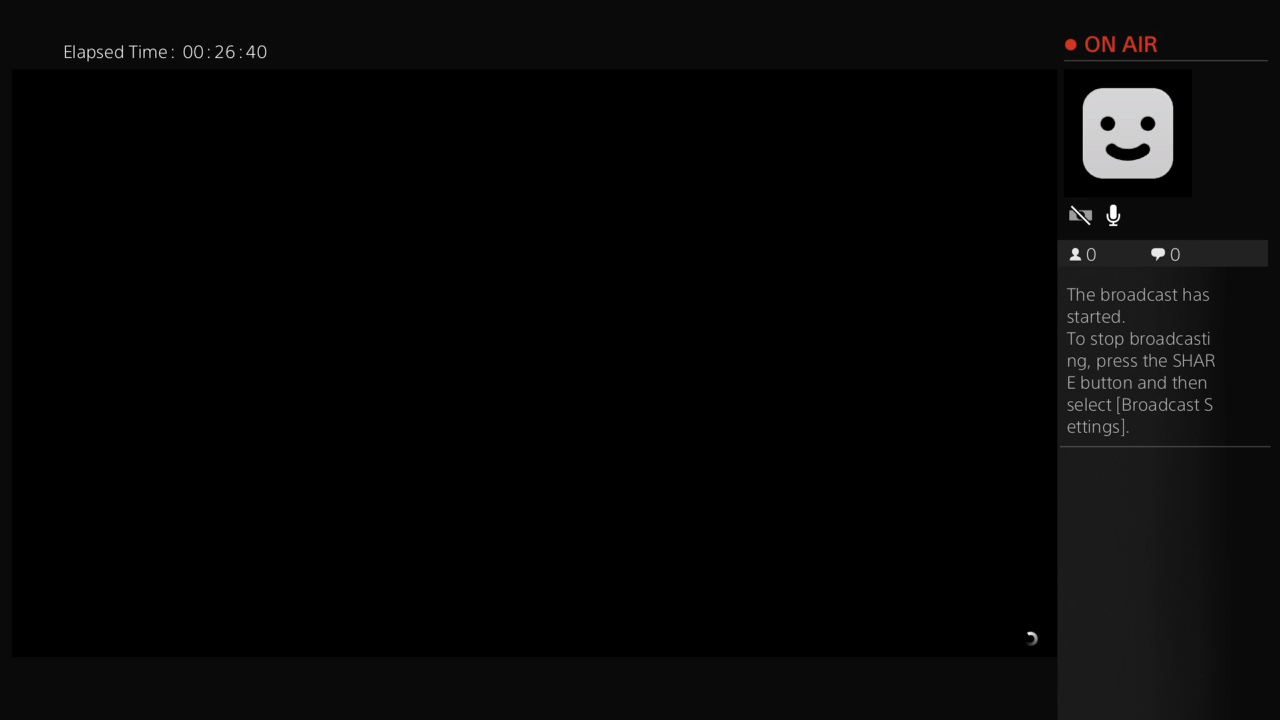 Elapsed Time: 00:26:40
ON AIR
0 0
The broadcast has
started.
To stop broadcasti
ng, press the SHAR
E button and then
select [Broadcast S
ettings].